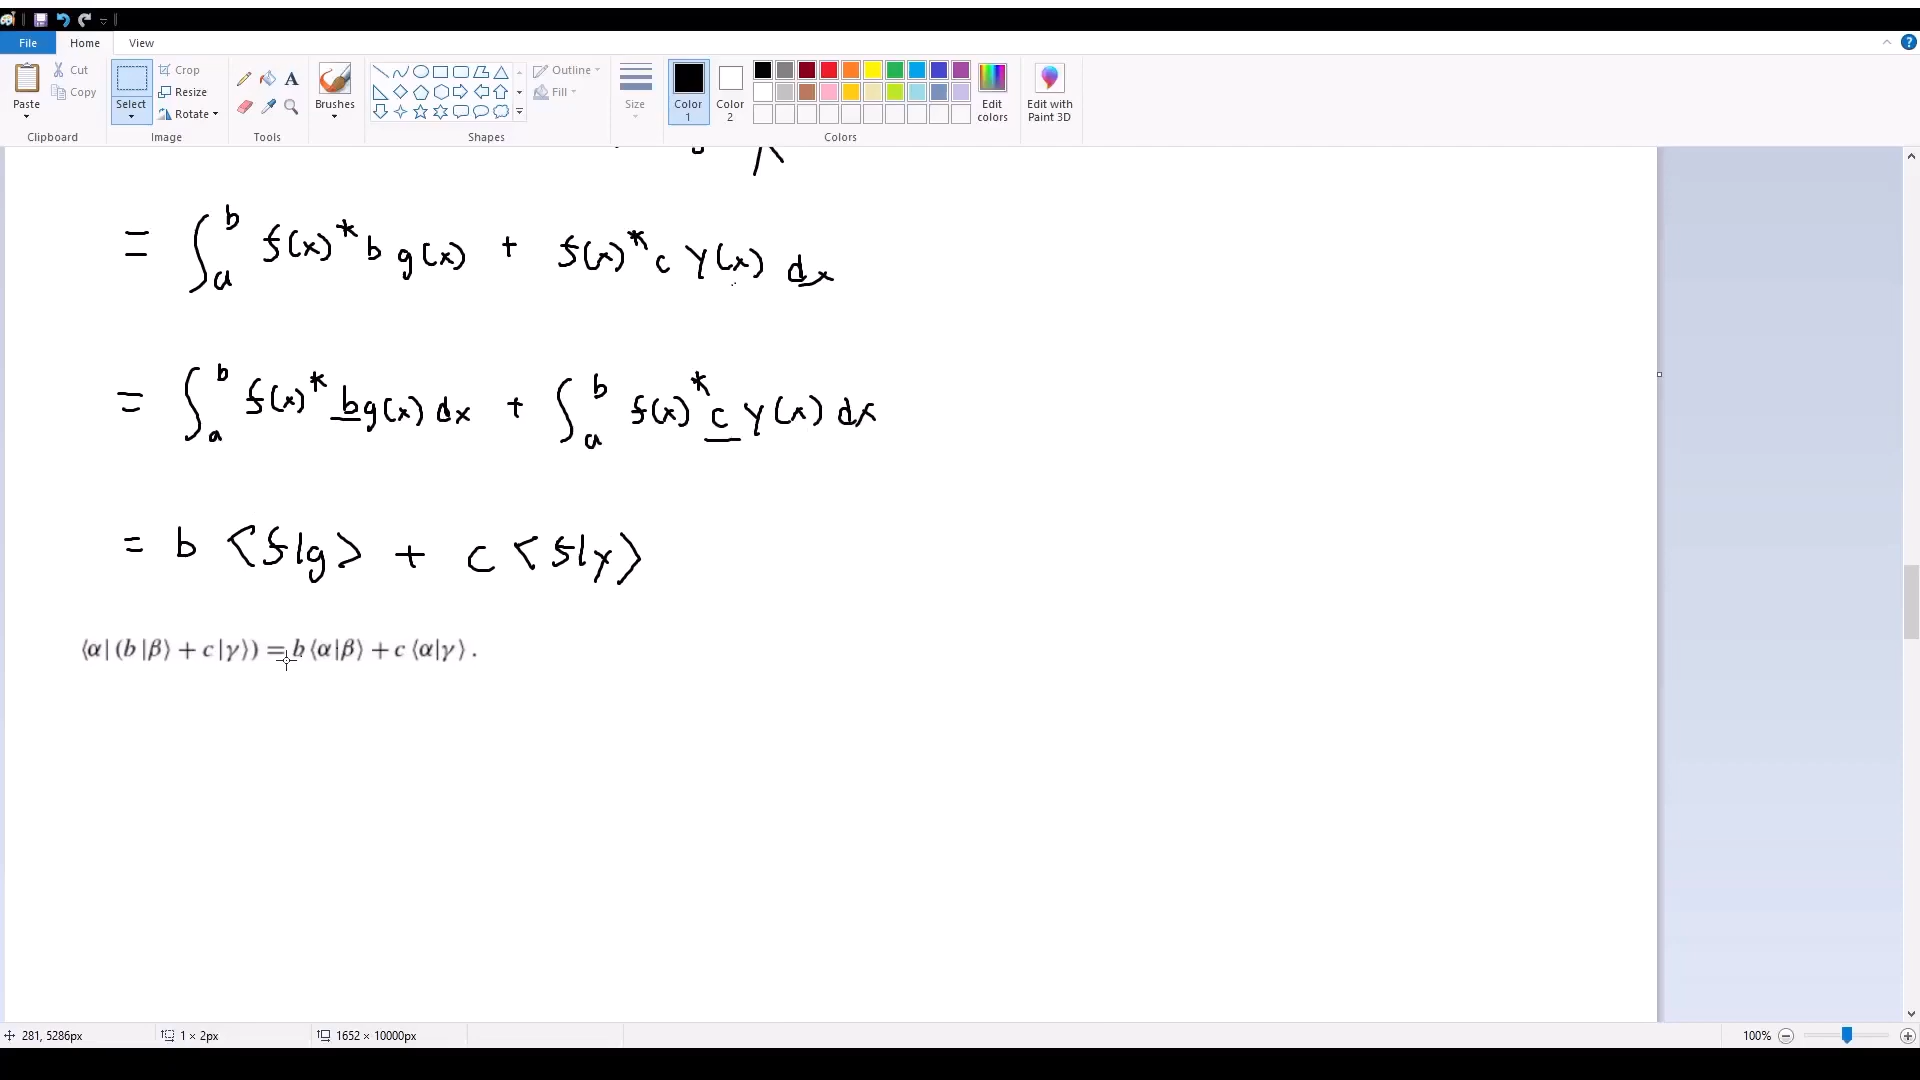 File Home View
Paste Cut Copy Clipboard
Select Crop Resize Rotate Image
Tools
Brushes
Outline Fill Shapes
Size
Color 1 Color 2 Edit colors Colors
Edit with Paint 3D
= ∫_a^b f(x)* b g(x) + f(x)* c γ(x) dx
= ∫_a^b f(x)* b g(x) dx + ∫_a^b f(x)* c γ(x) dx
= b ⟨f|g⟩ + c ⟨f|γ⟩
⟨α| (b |β⟩ + c |γ⟩) = b ⟨α|β⟩ + c ⟨α|γ⟩ .
281, 5286px 1 × 2px 1652 × 10000px 100%